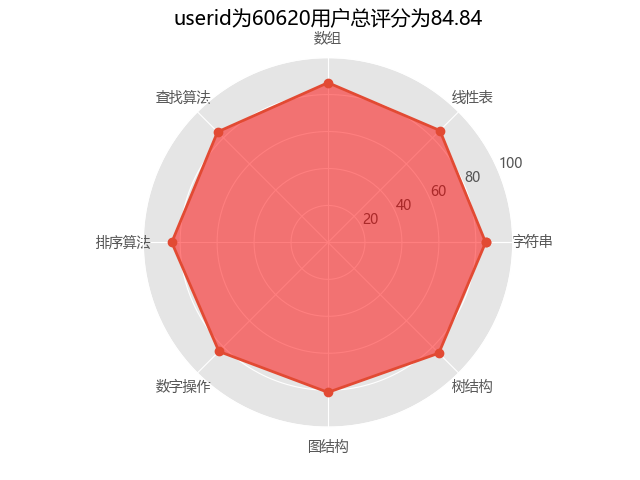 userid为60620用户总评分为84.84
数组
查找算法
线性表
100
80
60
40
20
排序算法
字符串
数字操作
树结构
图结构